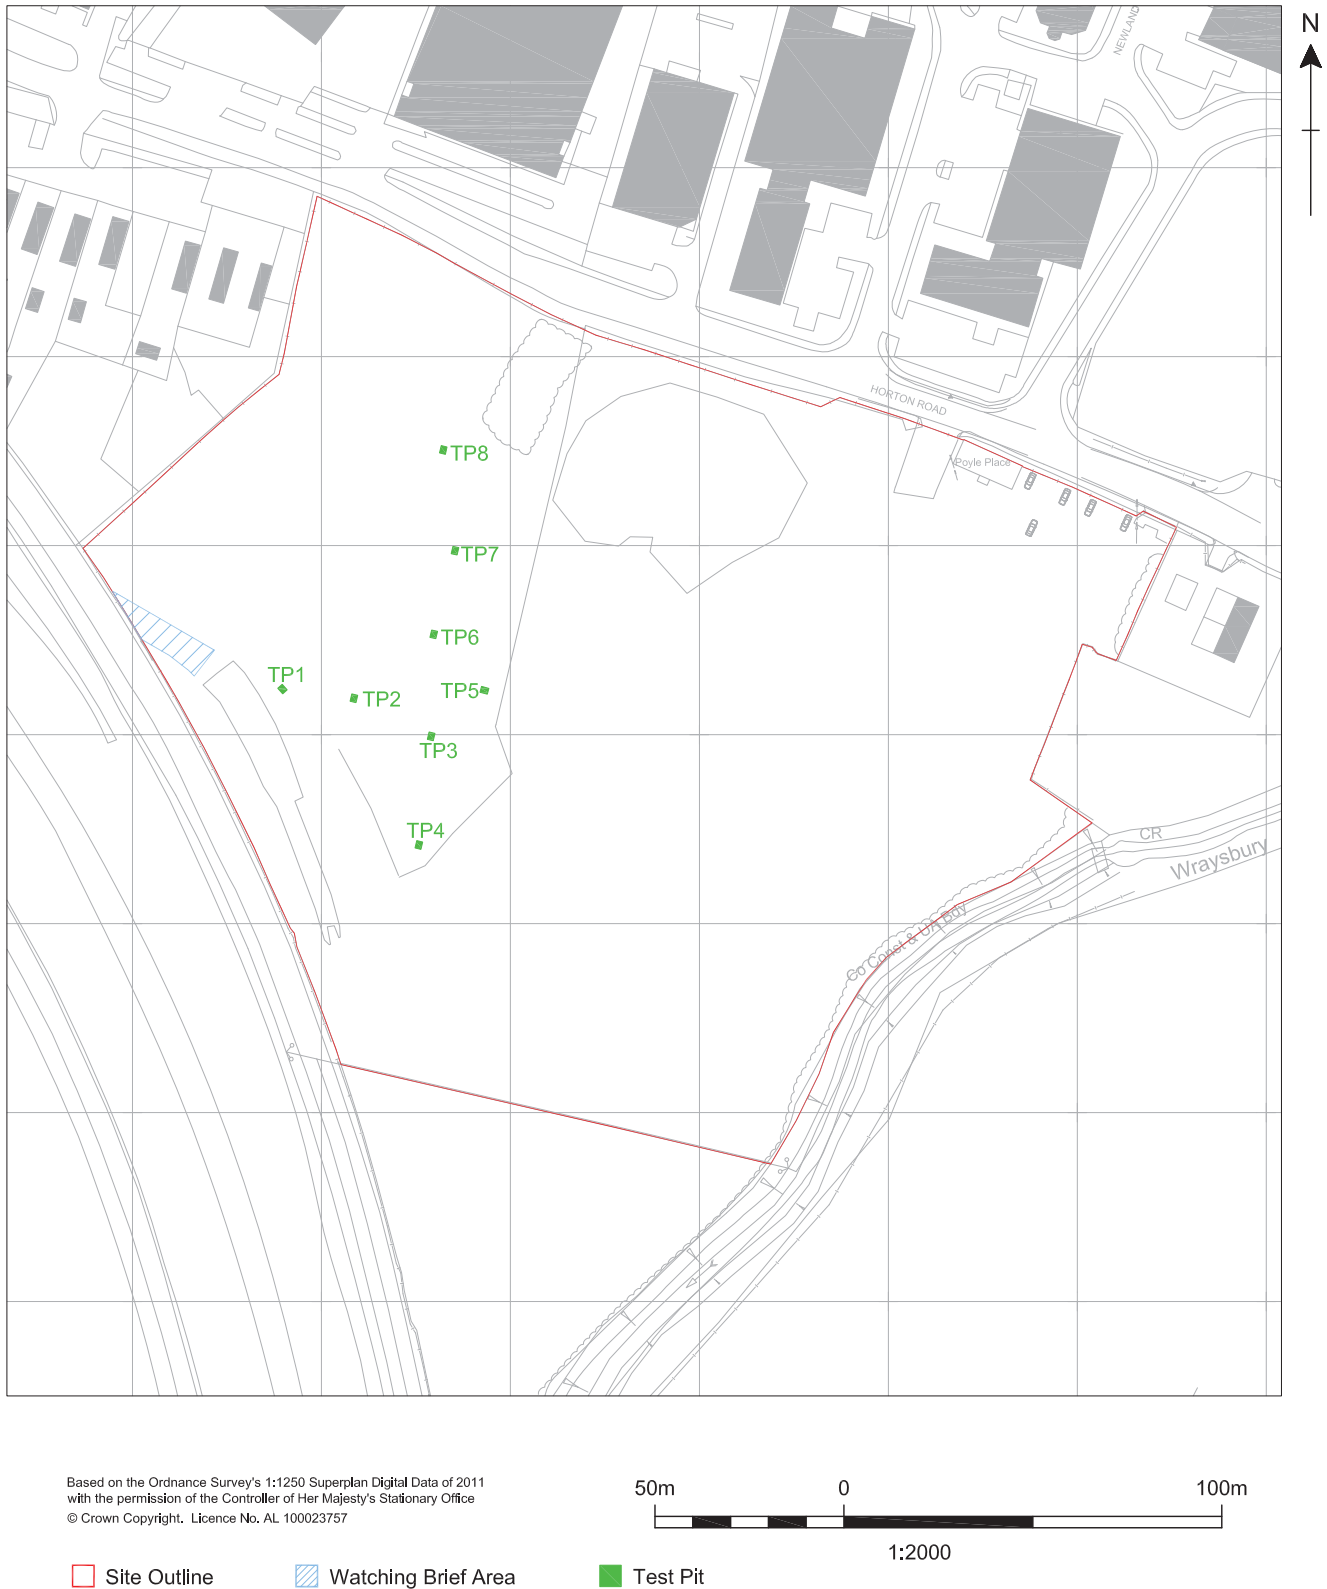 N
NEWLAND
HORTON ROAD
Poyle Place
TP8
TP7
TP6
TP1
TP2
TP5
TP3
TP4
CR
Wraysbury
Co Const & UA Bdy
Based on the Ordnance Survey's 1:1250 Superplan Digital Data of 2011
with the permission of the Controller of Her Majesty's Stationary Office
© Crown Copyright. Licence No. AL 100023757
50m 0 100m
1:2000
Site Outline Watching Brief Area Test Pit